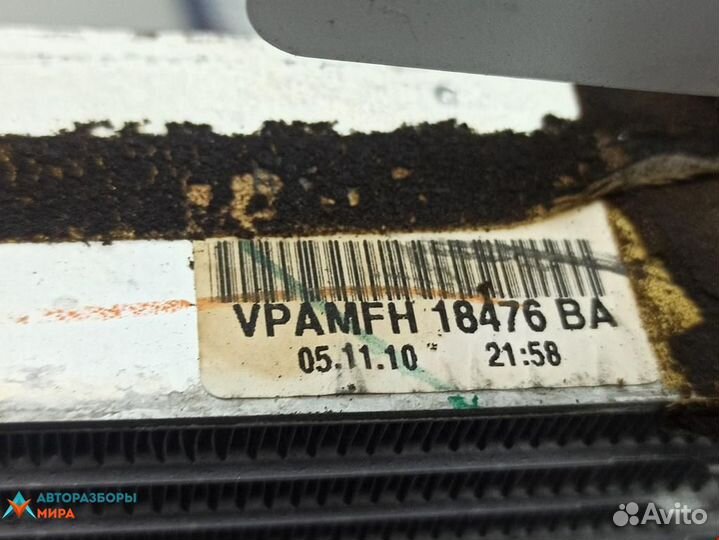 VPAMFH 18476 BA
05.11.10 21:58
АВТОРАЗБОРЫ
МИРА
Avito